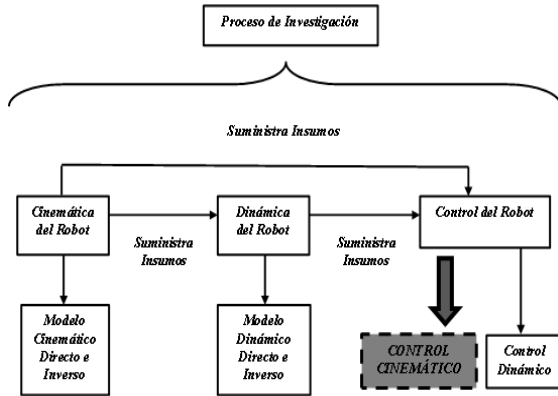 Proceso de Investigación
Suministra Insumos
Cinemática
del Robot
Dinámica
del Robot
Control del Robot
Suministra
Insumos
Suministra
Insumos
Modelo
Cinemático
Directo e
Inverso
Modelo
Dinámico
Directo e
Inverso
CONTROL
CINEMÁTICO
Control
Dinámico